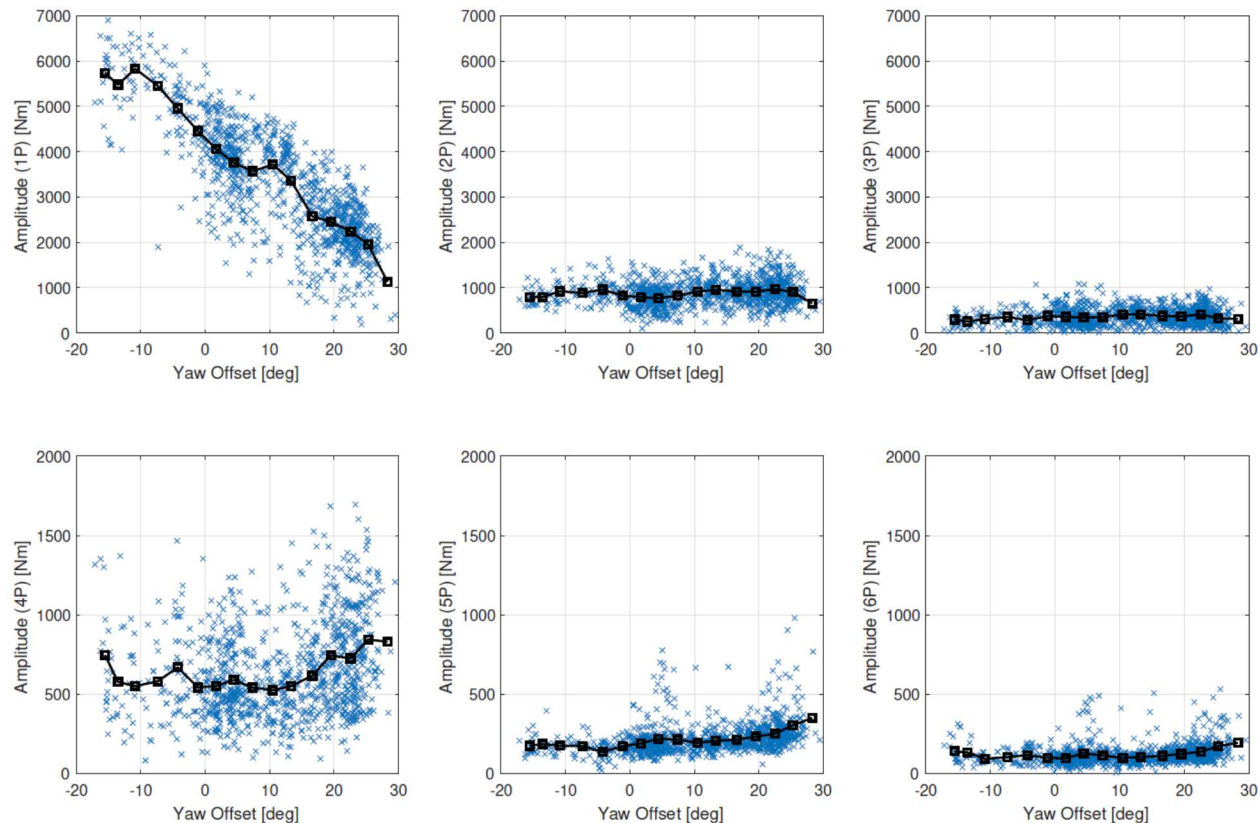 7000
6000
5000
4000
3000
2000
1000
0
-20 -10 0 10 20 30
Amplitude (1P) [Nm]
Yaw Offset [deg]
7000
6000
5000
4000
3000
2000
1000
0
-20 -10 0 10 20 30
Amplitude (2P) [Nm]
Yaw Offset [deg]
7000
6000
5000
4000
3000
2000
1000
0
-20 -10 0 10 20 30
Amplitude (3P) [Nm]
Yaw Offset [deg]
2000
1500
1000
500
0
-20 -10 0 10 20 30
Amplitude (4P) [Nm]
Yaw Offset [deg]
2000
1500
1000
500
0
-20 -10 0 10 20 30
Amplitude (5P) [Nm]
Yaw Offset [deg]
2000
1500
1000
500
0
-20 -10 0 10 20 30
Amplitude (6P) [Nm]
Yaw Offset [deg]